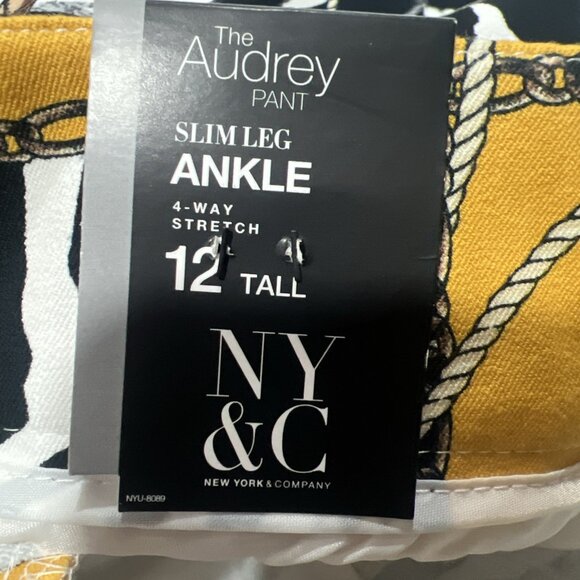 The
Audrey
PANT
SLIM LEG
ANKLE
4-WAY
STRETCH
12 TALL
NY
&C
NEW YORK & COMPANY
NYU-8089